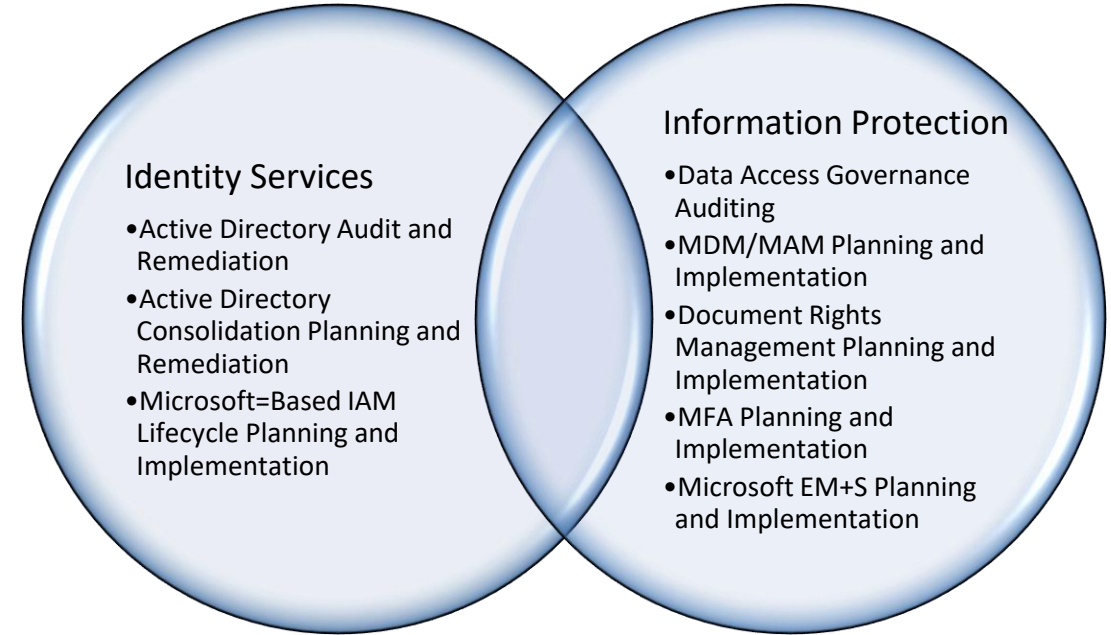 Identity Services
•Active Directory Audit and
Remediation
•Active Directory
Consolidation Planning and
Remediation
•Microsoft=Based IAM
Lifecycle Planning and
Implementation
Information Protection
•Data Access Governance
Auditing
•MDM/MAM Planning and
Implementation
•Document Rights
Management Planning and
Implementation
•MFA Planning and
Implementation
•Microsoft EM+S Planning
and Implementation